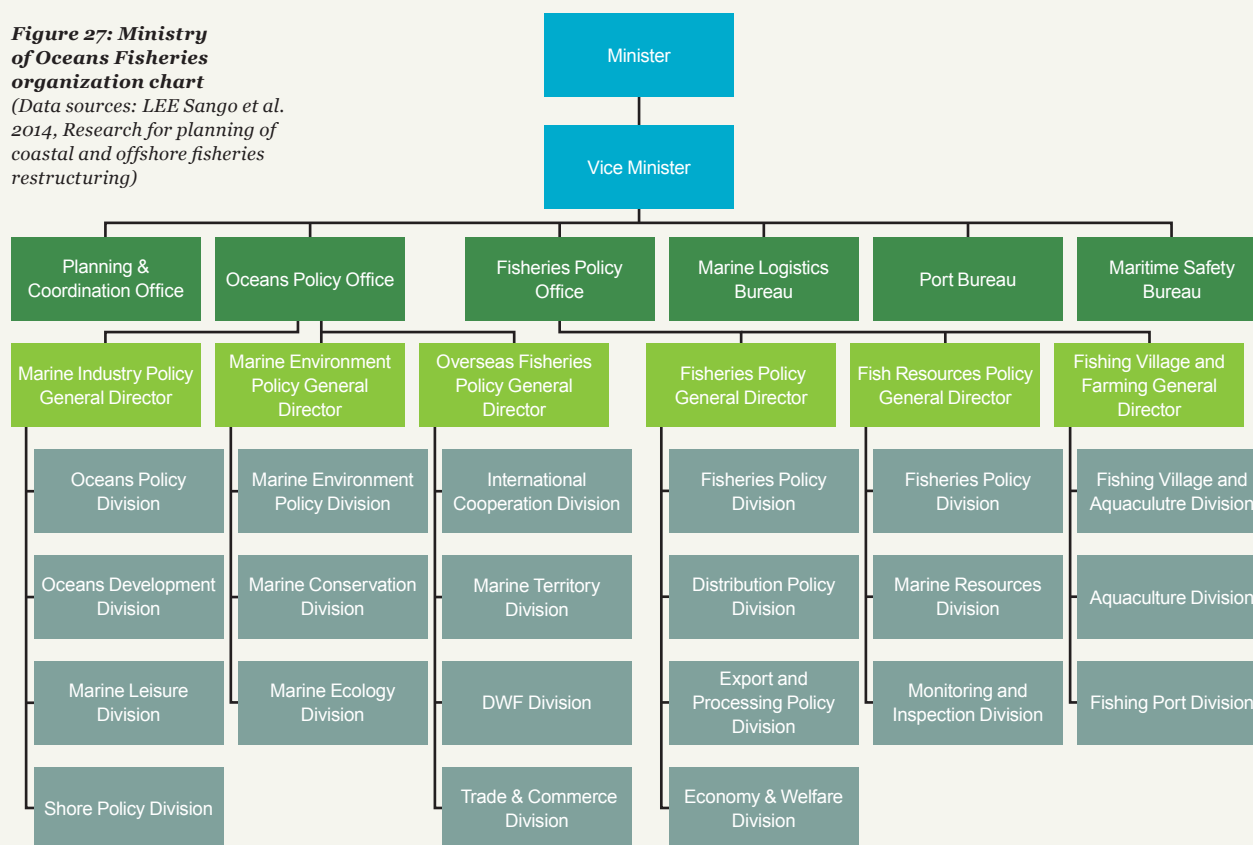 Figure 27: Ministry
of Oceans Fisheries
organization chart
(Data sources: LEE Sango et al.
2014, Research for planning of
coastal and offshore fisheries
restructuring)
Minister
Vice Minister
Planning &
Coordination Office
Oceans Policy Office
Fisheries Policy
Office
Marine Logistics
Bureau
Port Bureau
Maritime Safety
Bureau
Marine Industry Policy
General Director
Marine Environment
Policy General
Director
Overseas Fisheries
Policy General
Director
Fisheries Policy
General Director
Fish Resources Policy
General Director
Fishing Village and
Farming General
Director
Oceans Policy
Division
Marine Environment
Policy Division
International
Cooperation Division
Fisheries Policy
Division
Fisheries Policy
Division
Fishing Village and
Aquaculutre Division
Oceans Development
Division
Marine Conservation
Division
Marine Territory
Division
Distribution Policy
Division
Marine Resources
Division
Aquaculture Division
Marine Leisure
Division
Marine Ecology
Division
DWF Division
Export and
Processing Policy
Division
Monitoring and
Inspection Division
Fishing Port Division
Shore Policy Division
Trade & Commerce
Division
Economy & Welfare
Division